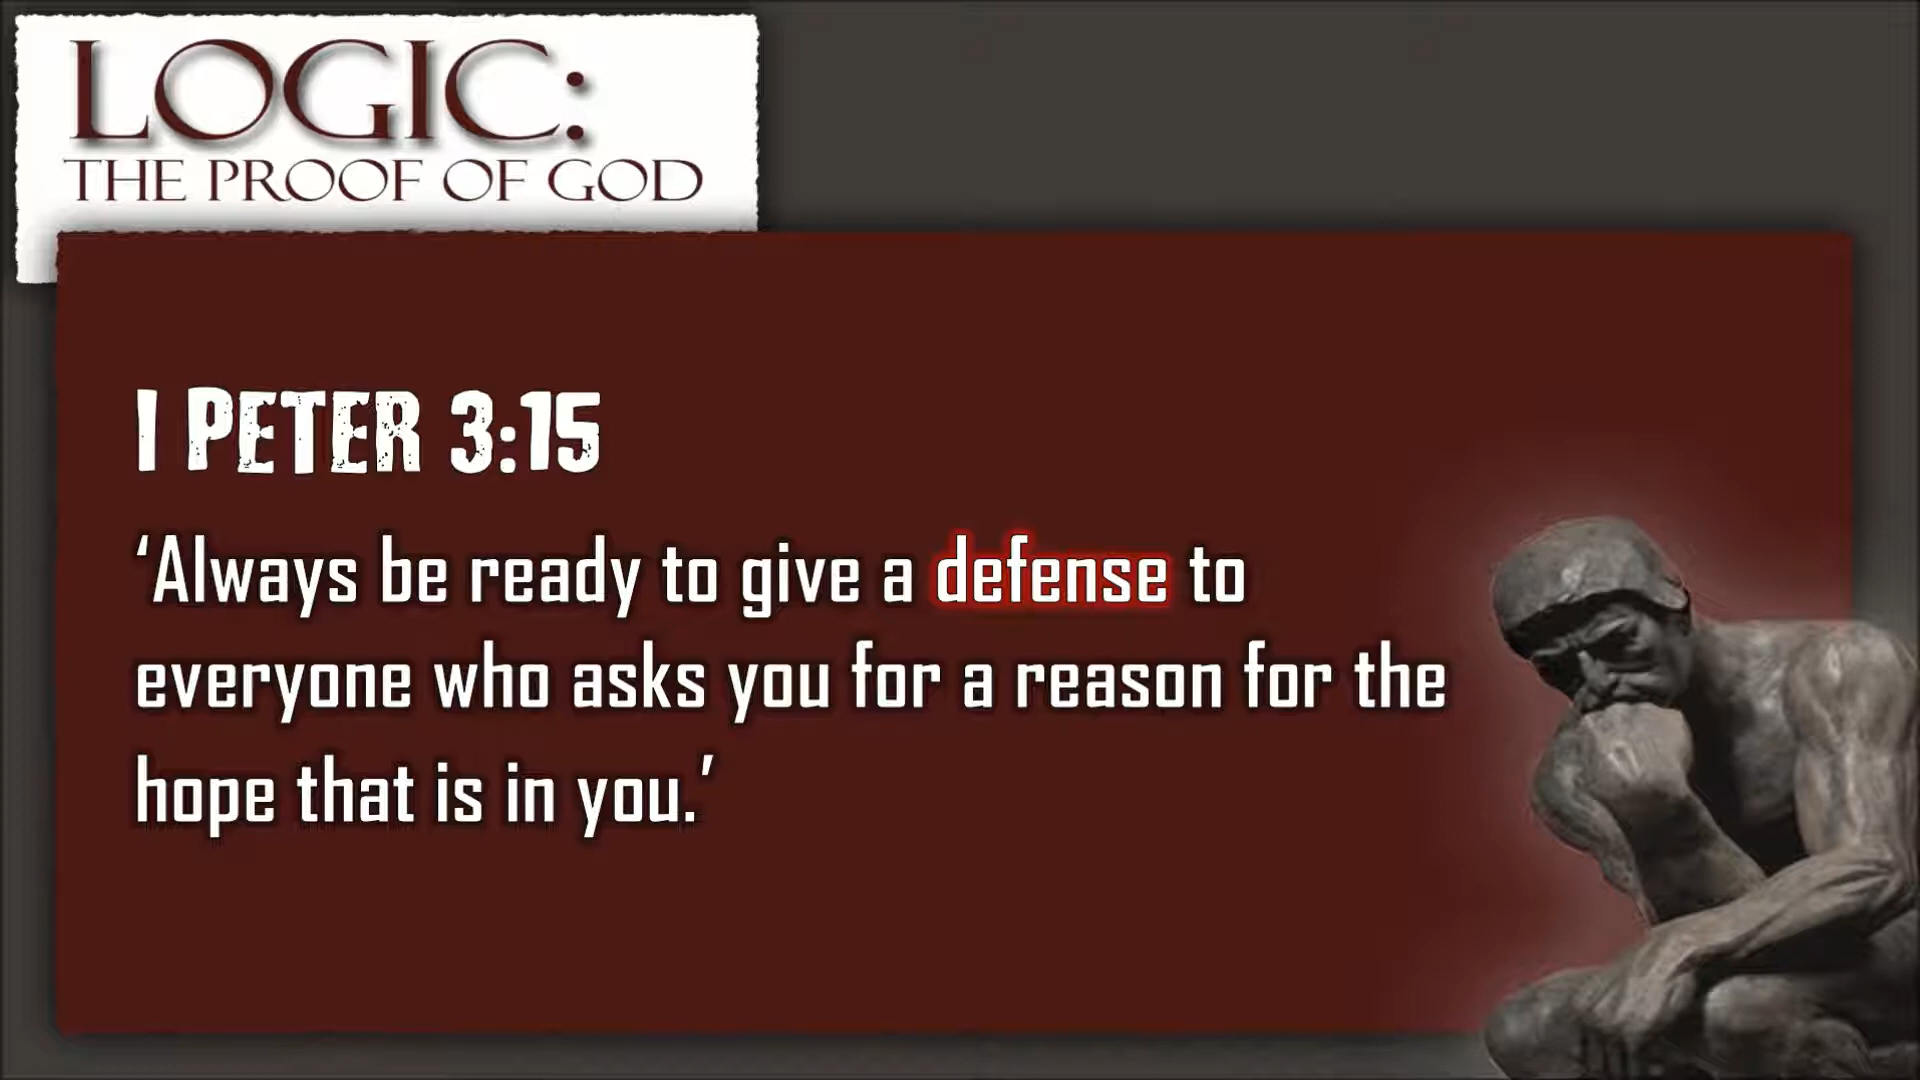 LOGIC:
THE PROOF OF GOD
I PETER 3:15
‘Always be ready to give a defense to
everyone who asks you for a reason for the
hope that is in you.’